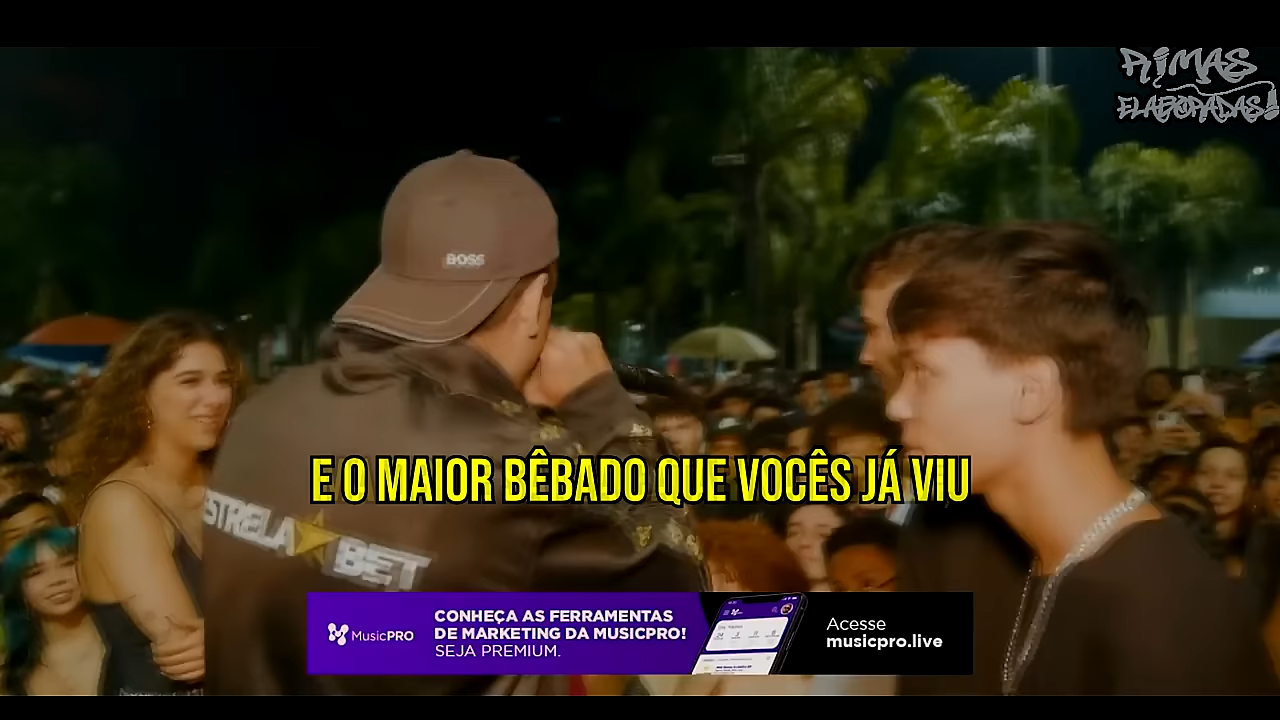 RIMAS
ELABORADAS!
BOSS
E O MAIOR BÊBADO QUE VOCÊS JÁ VIU
ESTRELA BET
MusicPRO
CONHEÇA AS FERRAMENTAS
DE MARKETING DA MUSICPRO!
SEJA PREMIUM.
Acesse
musicpro.live